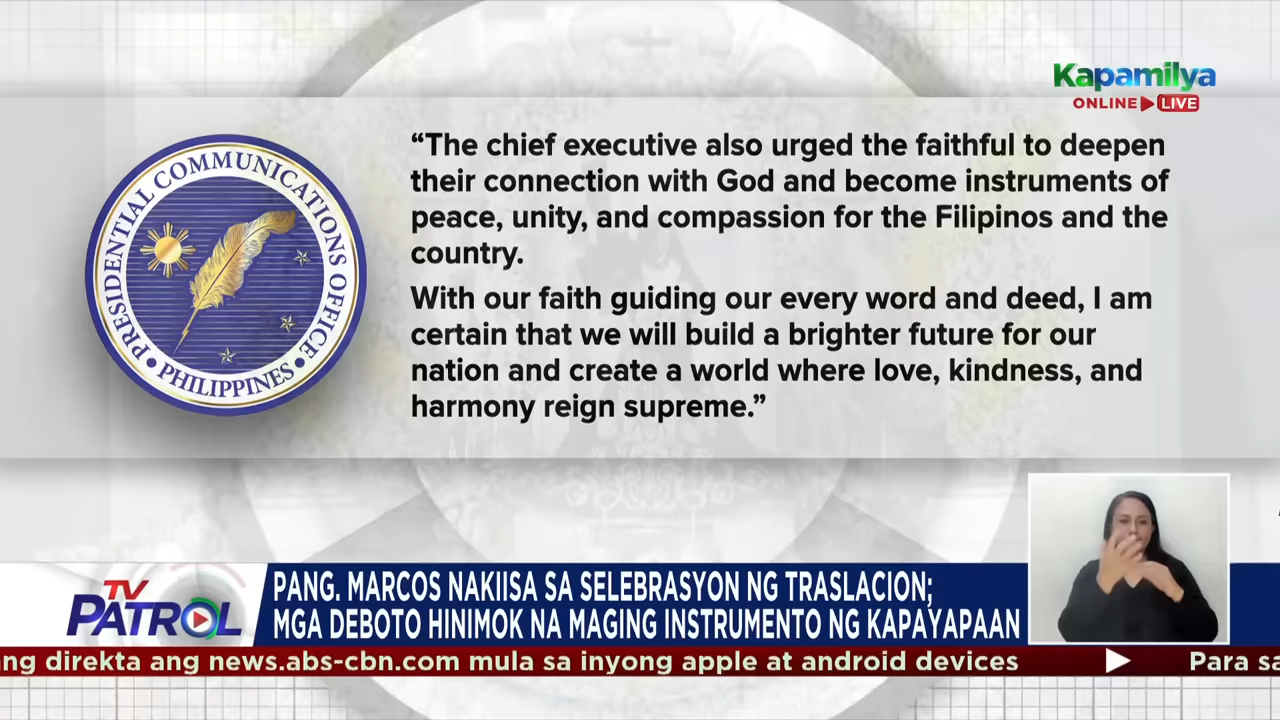 Kapamilya
ONLINE LIVE
“The chief executive also urged the faithful to deepen
their connection with God and become instruments of
peace, unity, and compassion for the Filipinos and the
country.
With our faith guiding our every word and deed, I am
certain that we will build a brighter future for our
nation and create a world where love, kindness, and
harmony reign supreme.”
PRESIDENTIAL COMMUNICATIONS OFFICE
PHILIPPINES
TV
PATROL
PANG. MARCOS NAKIISA SA SELEBRASYON NG TRASLACION;
MGA DEBOTO HINIMOK NA MAGING INSTRUMENTO NG KAPAYAPAAN
ang direkta ang news.abs-cbn.com mula sa inyong apple at android devices Para sa